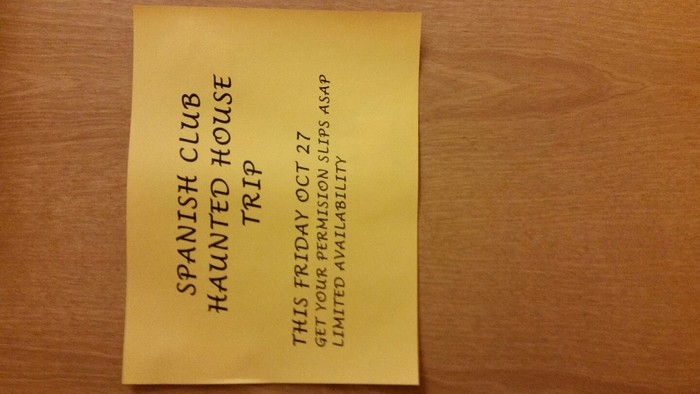 SPANISH CLUB
HAUNTED HOUSE
TRIP
THIS FRIDAY OCT 27
GET YOUR PERMISION SLIPS ASAP
LIMITED AVAILABILITY